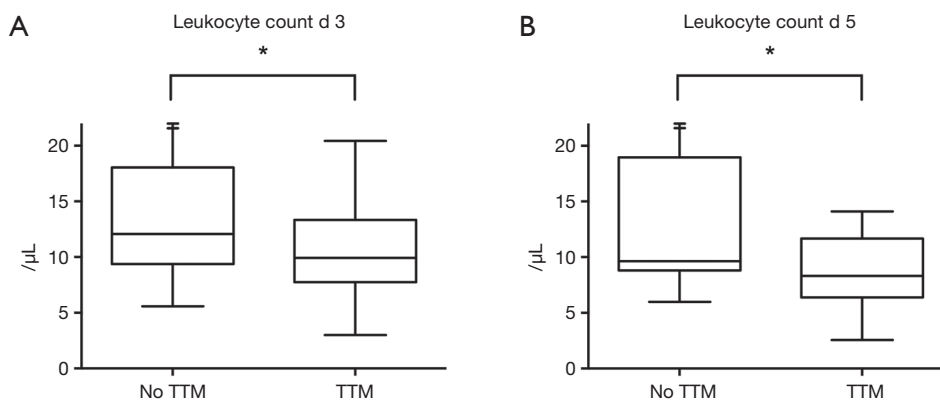 A
Leukocyte count d 3
*
20
15
10
5
0
/µL
No TTM
TTM
B
Leukocyte count d 5
*
20
15
10
5
0
/µL
No TTM
TTM